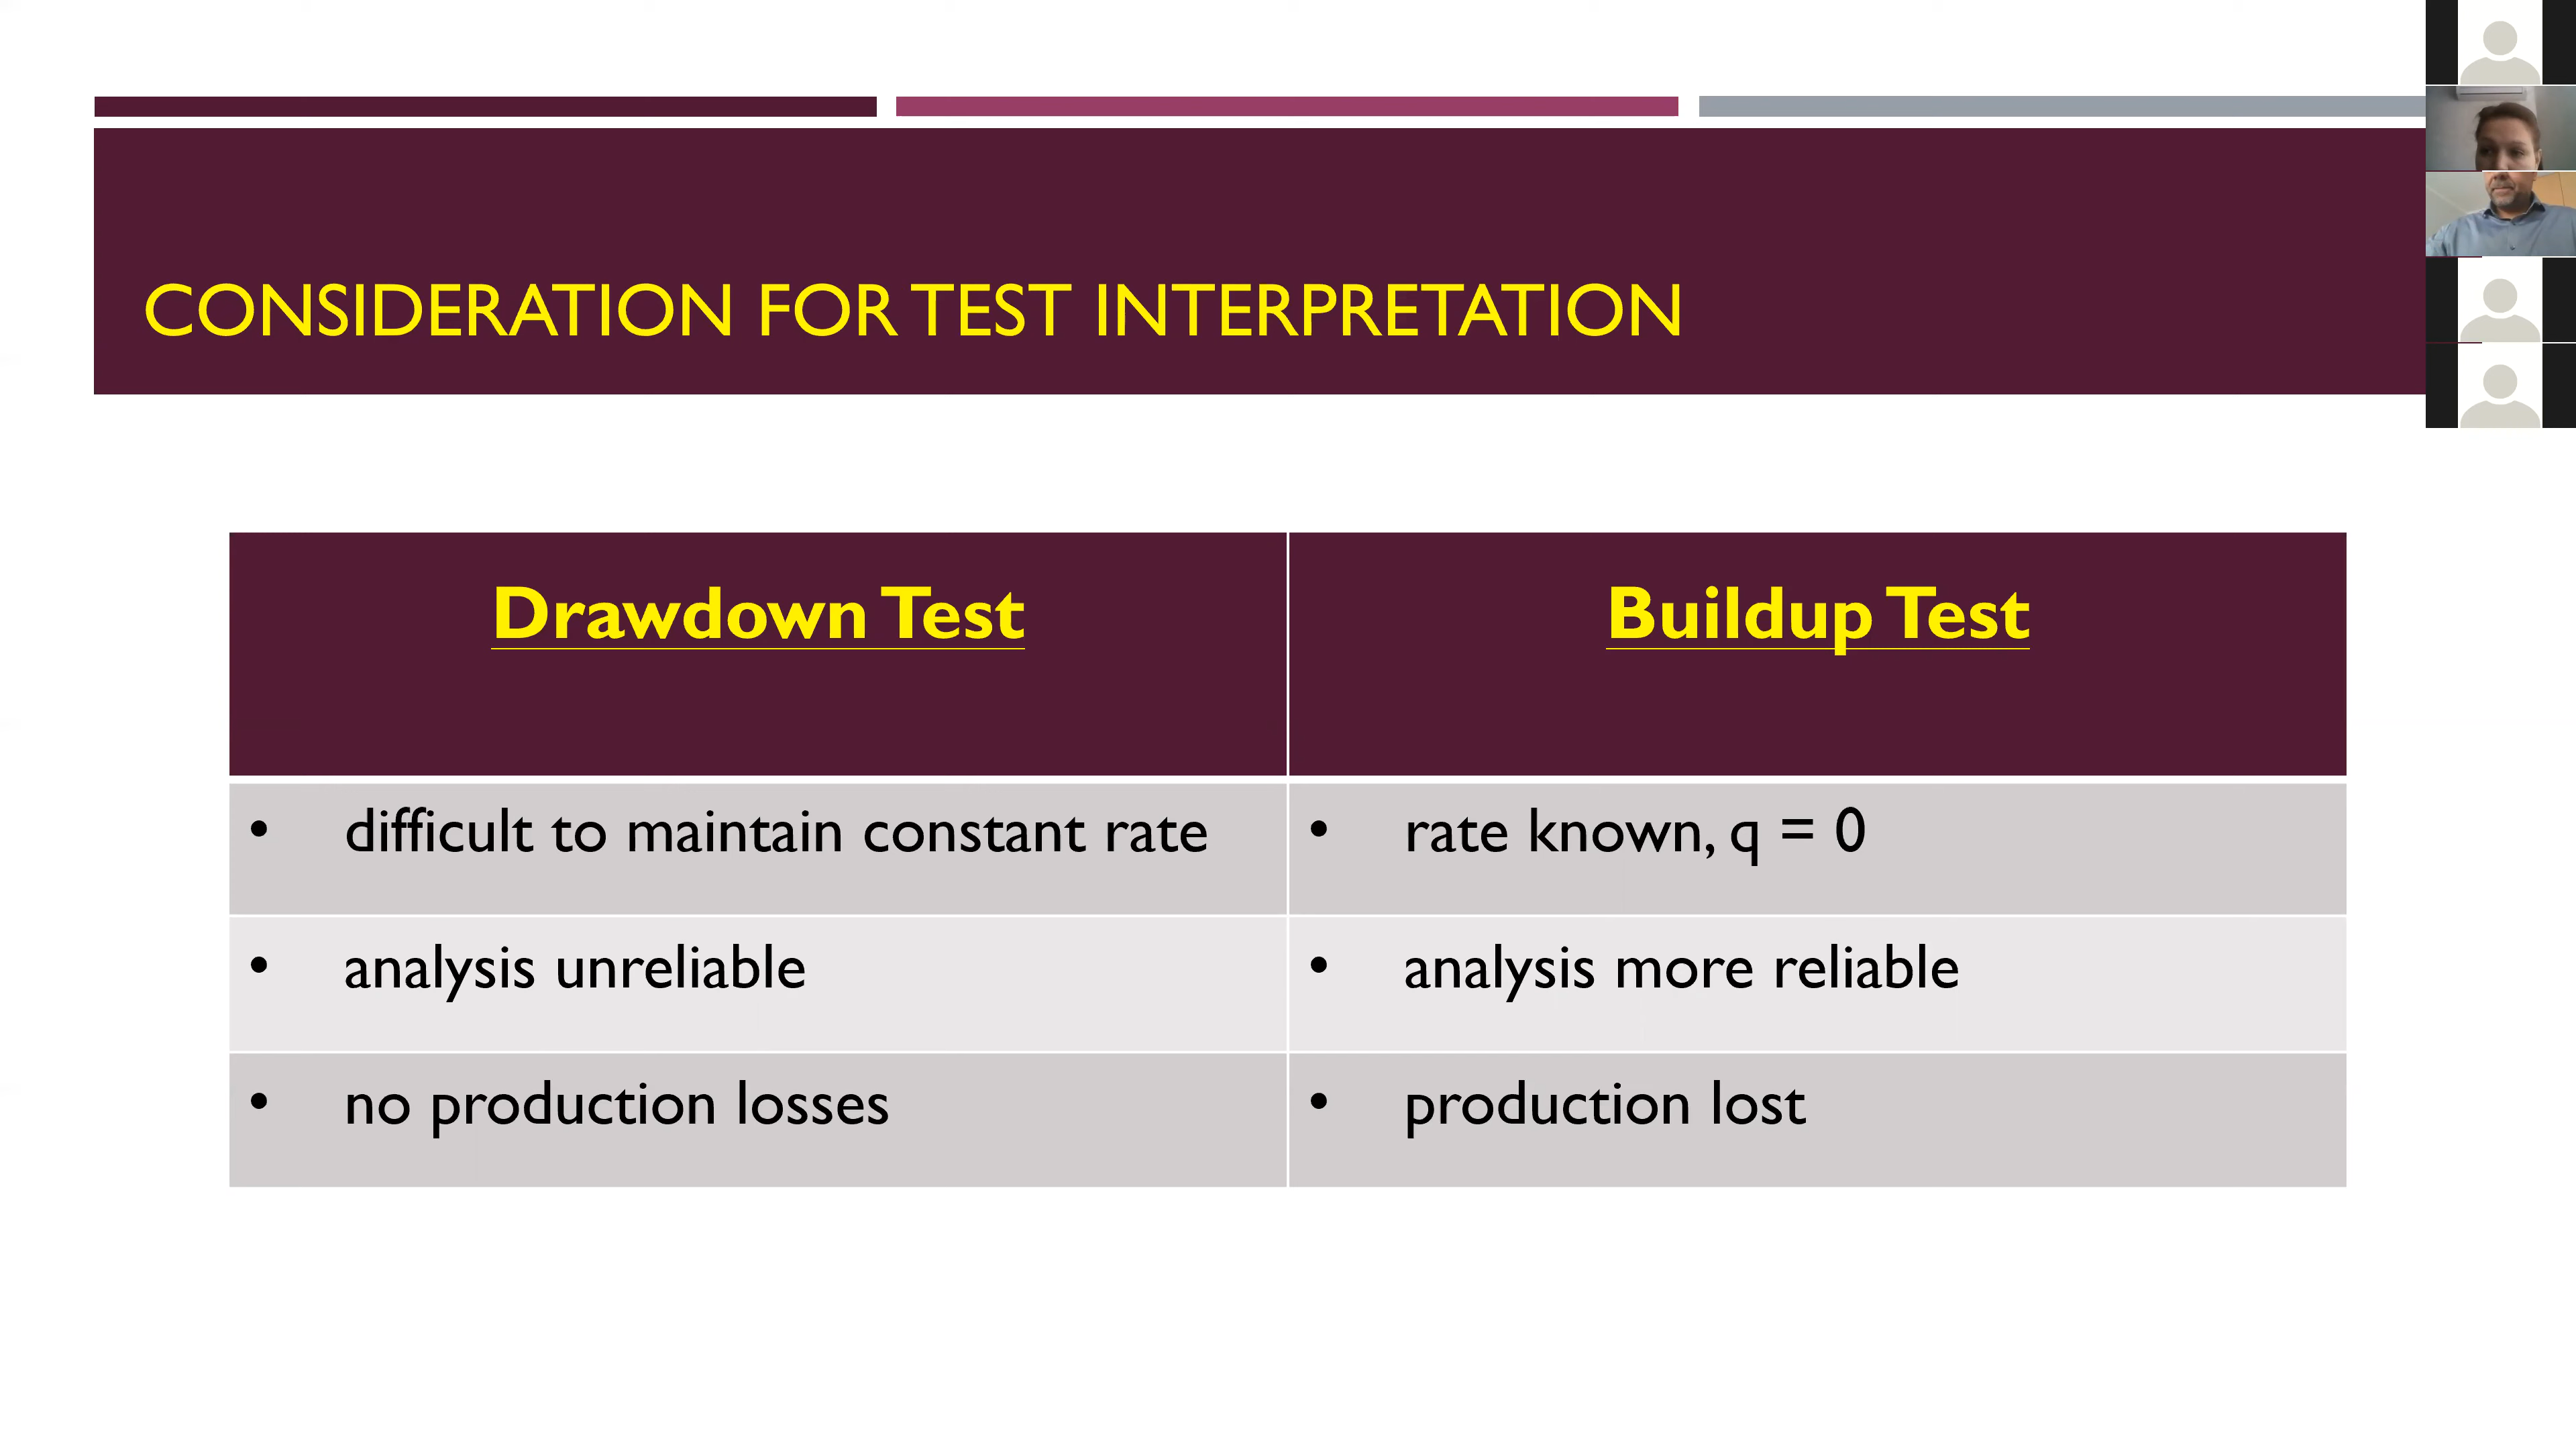 CONSIDERATION FOR TEST INTERPRETATION
Drawdown Test
Buildup Test
• difficult to maintain constant rate
• rate known, q = 0
• analysis unreliable
• analysis more reliable
• no production losses
• production lost